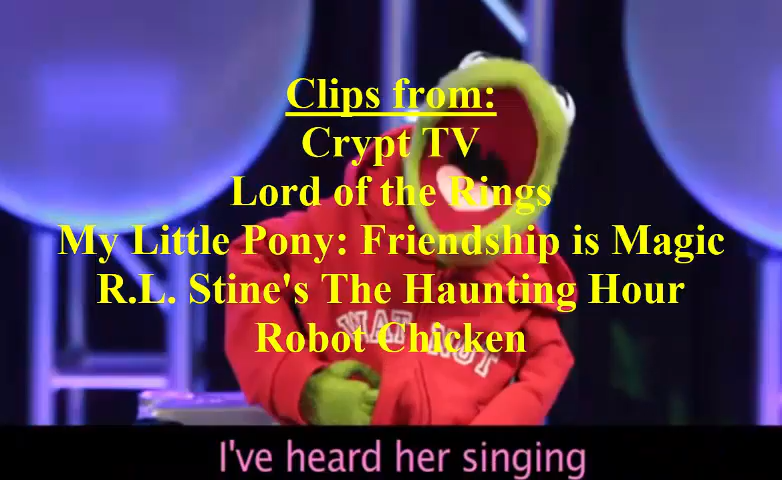 Clips from:
Crypt TV
Lord of the Rings
My Little Pony: Friendship is Magic
R.L. Stine's The Haunting Hour
Robot Chicken
WHATNOT
I've heard her singing